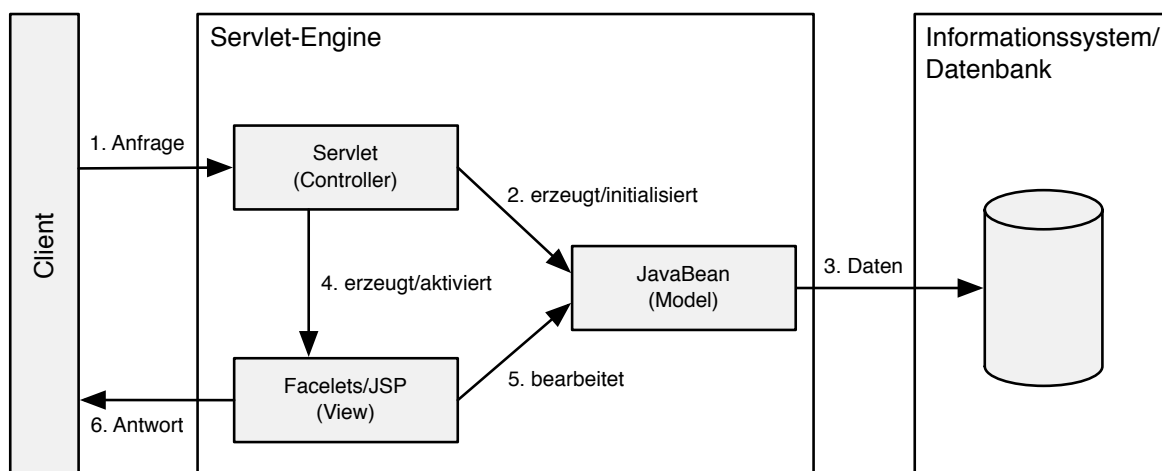 Servlet-Engine
Informationssystem/
Datenbank
1. Anfrage
Servlet
(Controller)
2. erzeugt/initialisiert
Client
4. erzeugt/aktiviert
JavaBean
(Model)
3. Daten
Facelets/JSP
(View)
5. bearbeitet
6. Antwort